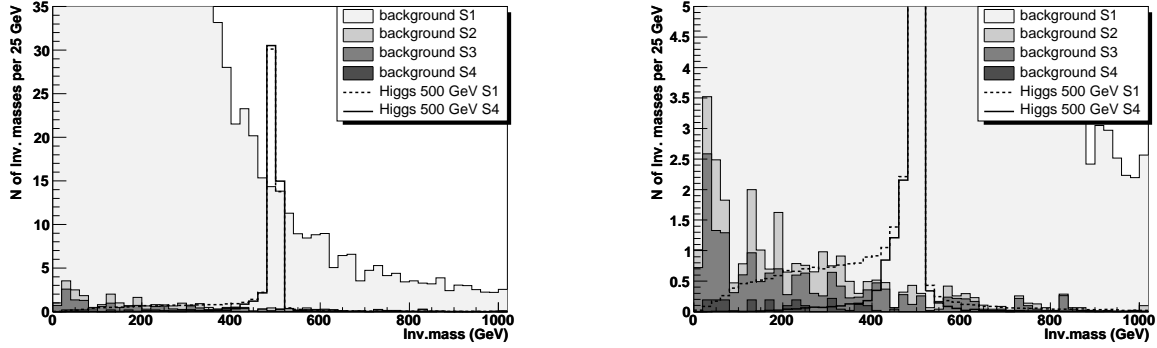 N of Inv. masses per 25 GeV
35
30
25
20
15
10
5
0
0 200 400 600 800 1000
Inv.mass (GeV)
background S1
background S2
background S3
background S4
Higgs 500 GeV S1
Higgs 500 GeV S4
N of Inv. masses per 25 GeV
5
4.5
4
3.5
3
2.5
2
1.5
1
0.5
0
0 200 400 600 800 1000
Inv.mass (GeV)
background S1
background S2
background S3
background S4
Higgs 500 GeV S1
Higgs 500 GeV S4